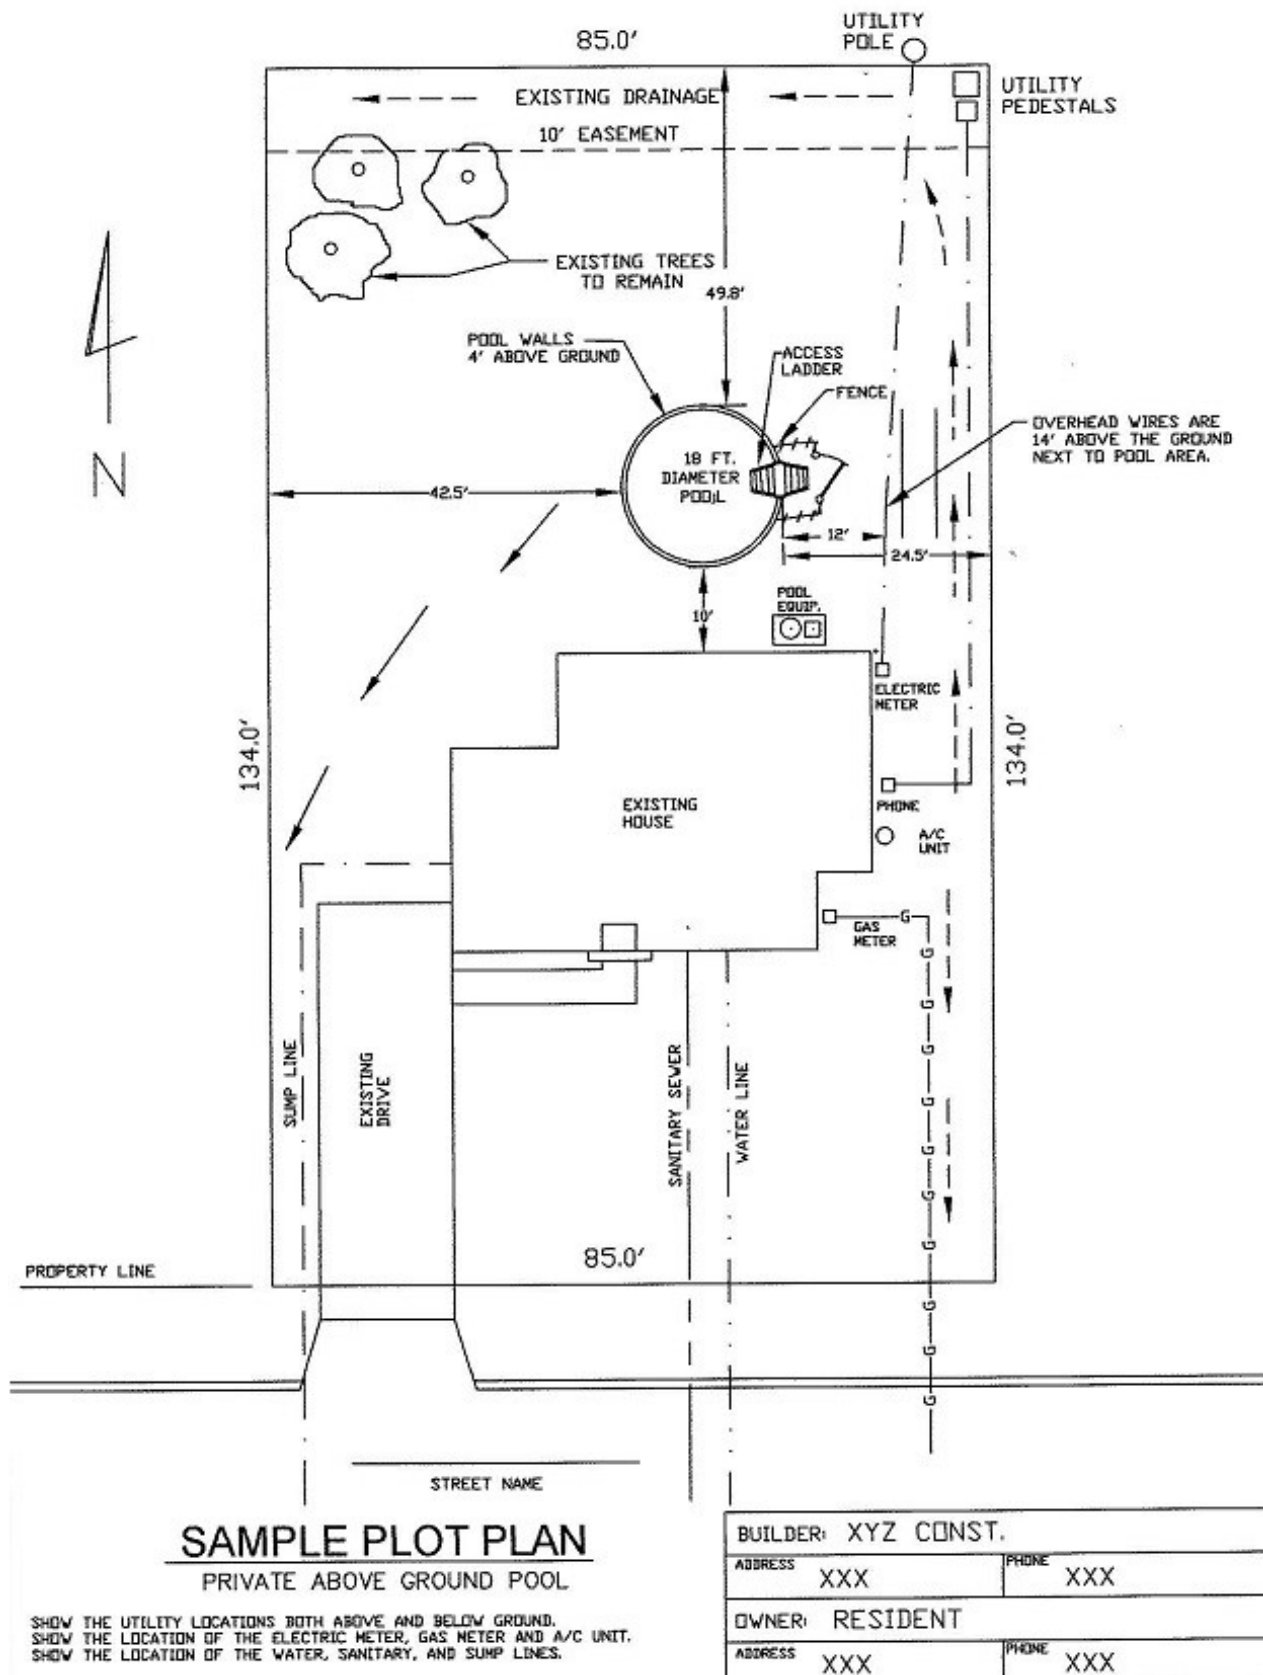 85.0'
UTILITY
POLE
UTILITY
PEDESTALS
EXISTING DRAINAGE
10' EASEMENT
EXISTING TREES
TO REMAIN
49.8'
POOL WALLS
4' ABOVE GROUND
ACCESS
LADDER
FENCE
OVERHEAD WIRES ARE
14' ABOVE THE GROUND
NEXT TO POOL AREA.
N
18 FT.
DIAMETER
POOL
42.5'
12'
24.5'
POOL
EQUIP.
10'
ELECTRIC
METER
134.0'
134.0'
EXISTING
HOUSE
PHONE
A/C
UNIT
GAS
METER
G
G
G
G
G
G
G
G
G
G
G
SUMP LINE
EXISTING
DRIVE
SANITARY SEWER
WATER LINE
85.0'
PROPERTY LINE
STREET NAME
SAMPLE PLOT PLAN
PRIVATE ABOVE GROUND POOL
SHOW THE UTILITY LOCATIONS BOTH ABOVE AND BELOW GROUND.
SHOW THE LOCATION OF THE ELECTRIC METER, GAS METER AND A/C UNIT.
SHOW THE LOCATION OF THE WATER, SANITARY, AND SUMP LINES.
BUILDER: XYZ CONST.
ADDRESS XXX PHONE XXX
OWNER: RESIDENT
ADDRESS XXX PHONE XXX